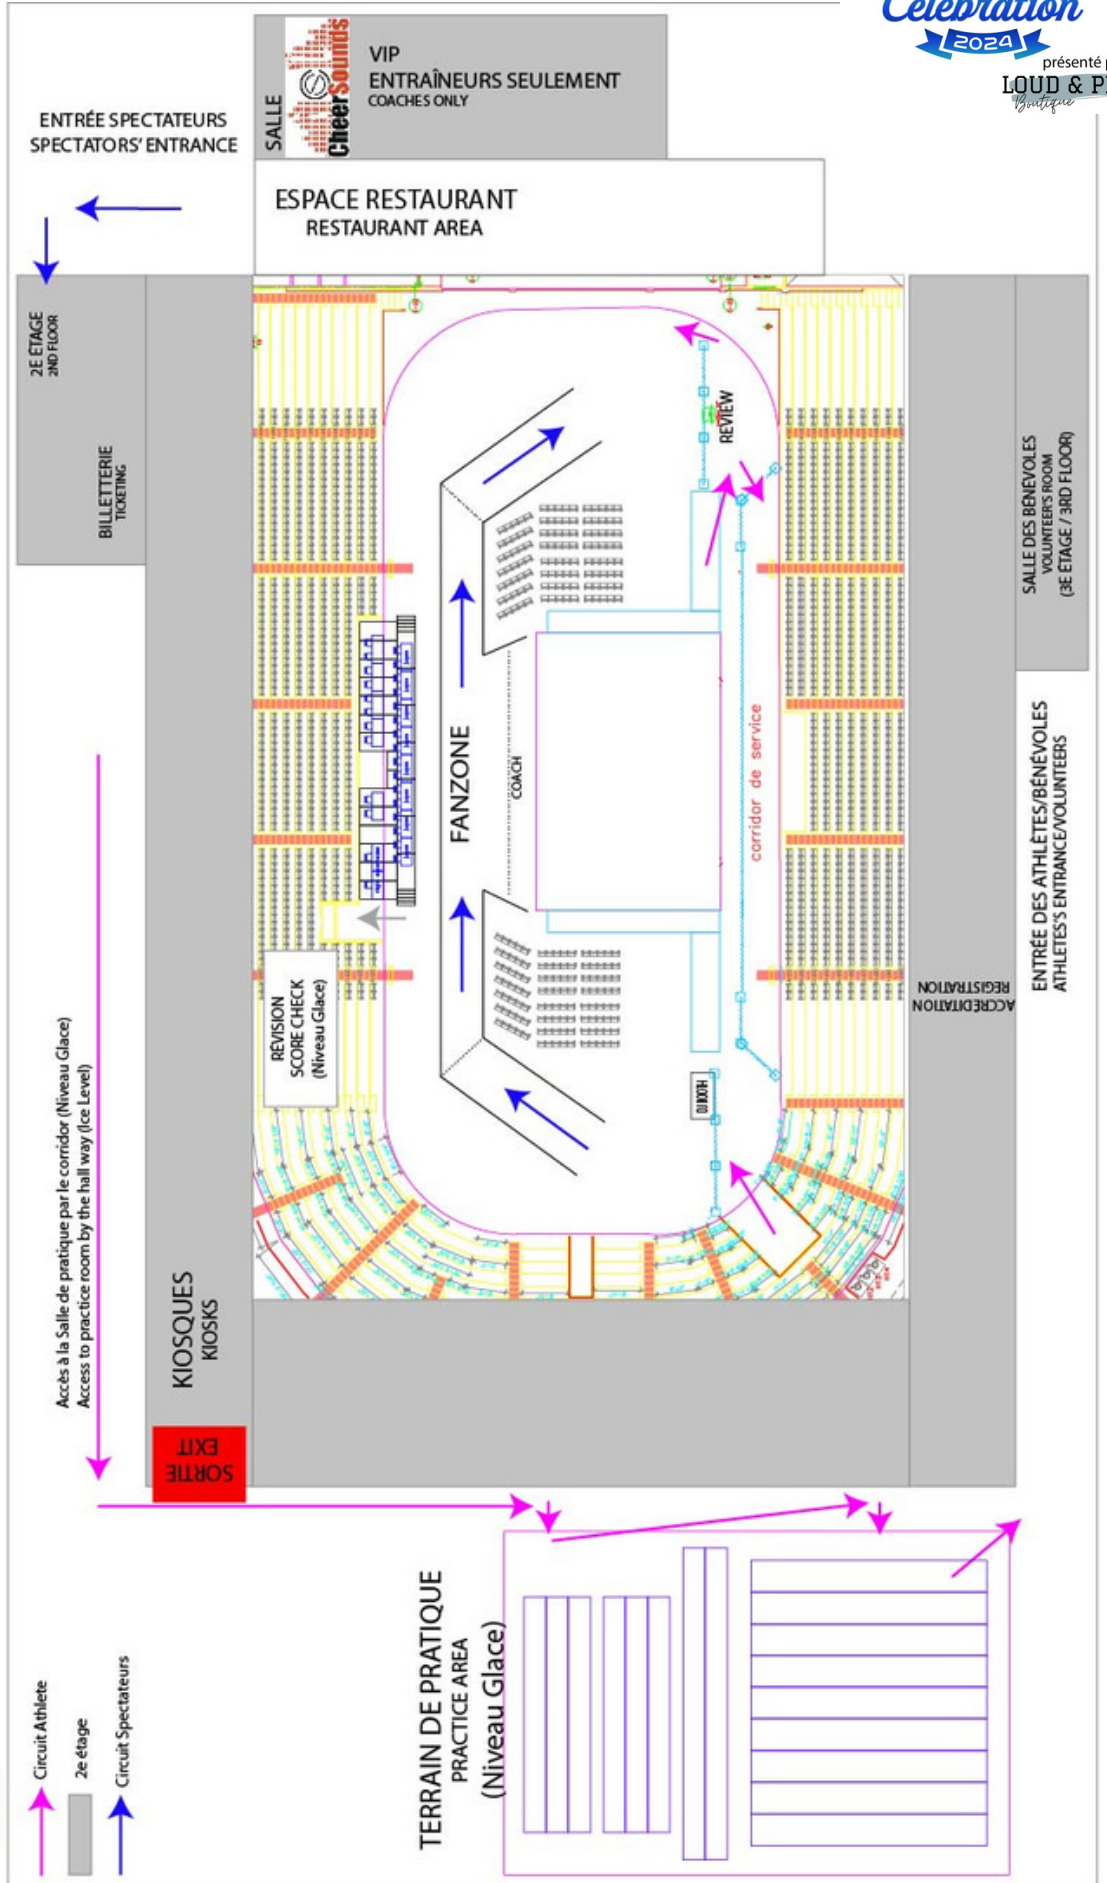 Celebration
2024
présenté
LOUD & P
Boutique
ENTRÉE SPECTATEURS
SPECTATORS' ENTRANCE
SALLE
CheerSounds
VIP
ENTRAÎNEURS SEULEMENT
COACHES ONLY
ESPACE RESTAURANT
RESTAURANT AREA
2E ÉTAGE
2ND FLOOR
BILLETTERIE
TICKETING
REVIEW
SALLE DES BÉNÉVOLES
VOLUNTEER'S ROOM
(3E ÉTAGE / 3RD FLOOR)
FANZONE
COACH
corridor de service
ENTRÉE DES ATHLÈTES/BÉNÉVOLES
ATHLETES'S ENTRANCE/VOLUNTEERS
ACCRÉDITATION
REGISTRATION
RÉVISION
SCORE CHECK
(Niveau Glace)
DJ BOOTH
Accès à la Salle de pratique par le corridor (Niveau Glace)
Access to practice room by the hall way (Ice Level)
KIOSQUES
KIOSKS
SORTIE
EXIT
TERRAIN DE PRATIQUE
PRACTICE AREA
(Niveau Glace)
Circuit Athlete
2e étage
Circuit Spectateurs